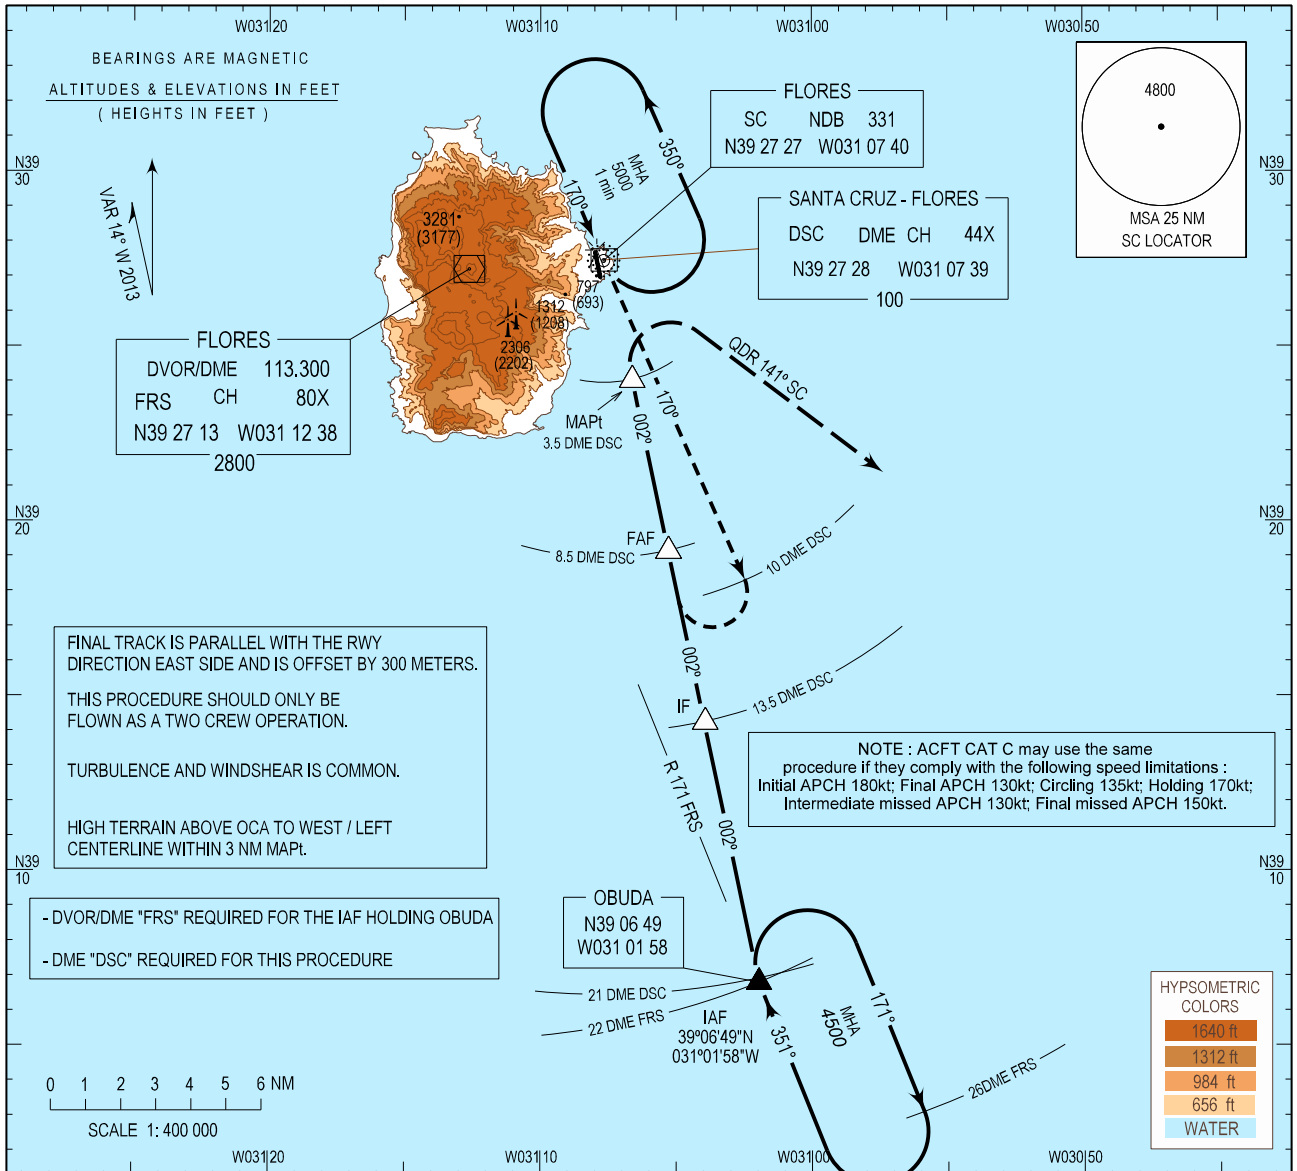 W031 20
W031 10
W031 00
W030 50
BEARINGS ARE MAGNETIC
ALTITUDES & ELEVATIONS IN FEET
( HEIGHTS IN FEET )
VAR 14° W 2013
N39
30
N39
30
FLORES
SC NDB 331
N39 27 27 W031 07 40
SANTA CRUZ - FLORES
DSC DME CH 44X
N39 27 28 W031 07 39
100
4800
MSA 25 NM
SC LOCATOR
350°
MHA
5000
1 min
170°
3281
(3177)
797
(693)
1312
(1208)
2306
(2202)
FLORES
DVOR/DME 113.300
FRS CH 80X
N39 27 13 W031 12 38
2800
QDR 141° SC
MAPt
3.5 DME DSC
002°
170°
N39
20
N39
20
FAF
8.5 DME DSC
10 DME DSC
002°
FINAL TRACK IS PARALLEL WITH THE RWY
DIRECTION EAST SIDE AND IS OFFSET BY 300 METERS.
THIS PROCEDURE SHOULD ONLY BE
FLOWN AS A TWO CREW OPERATION.
TURBULENCE AND WINDSHEAR IS COMMON.
HIGH TERRAIN ABOVE OCA TO WEST / LEFT
CENTERLINE WITHIN 3 NM MAPt.
IF
13.5 DME DSC
R 171 FRS
002°
NOTE : ACFT CAT C may use the same
procedure if they comply with the following speed limitations :
Initial APCH 180kt; Final APCH 130kt; Circling 135kt; Holding 170kt;
Intermediate missed APCH 130kt; Final missed APCH 150kt.
N39
10
N39
10
- DVOR/DME "FRS" REQUIRED FOR THE IAF HOLDING OBUDA
- DME "DSC" REQUIRED FOR THIS PROCEDURE
OBUDA
N39 06 49
W031 01 58
21 DME DSC
22 DME FRS
IAF
39°06'49"N
031°01'58"W
351°
MHA
4500
171°
26DME FRS
HYPSOMETRIC
COLORS
1640 ft
1312 ft
984 ft
656 ft
WATER
0 1 2 3 4 5 6 NM
SCALE 1: 400 000
W031 20
W031 10
W031 00
W030 50